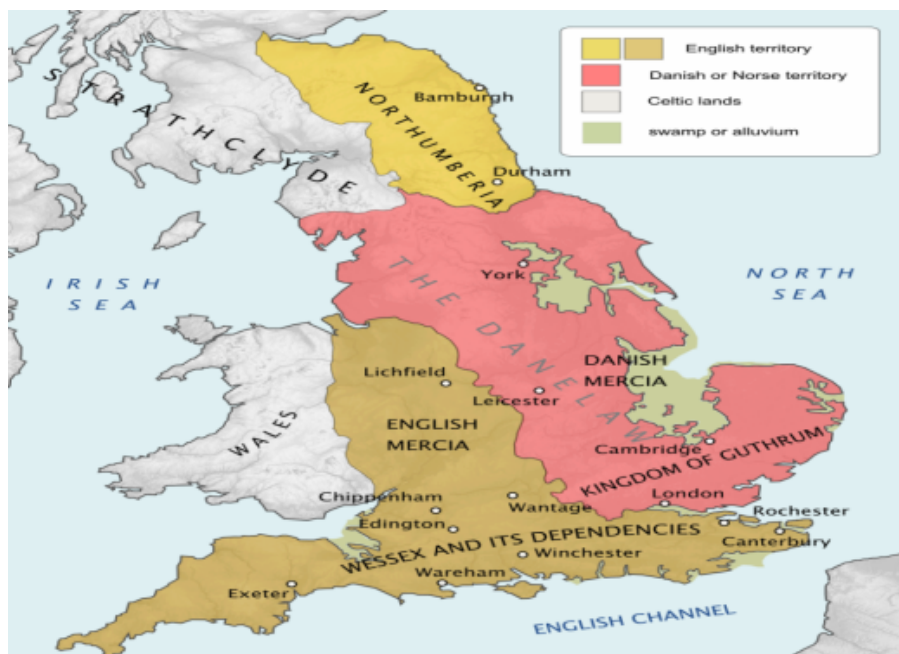 English territory
Danish or Norse territory
Celtic lands
swamp or alluvium
STRATHCLYDE
NORTHUMBERIA
Bamburgh
Durham
IRISH
SEA
NORTH
SEA
York
THE DANELAW
DANISH
MERCIA
Lichfield
Leicester
ENGLISH
MERCIA
WALES
Cambridge
KINGDOM OF GUTHRUM
Chippenham
Wantage
London
Rochester
Edington
WESSEX AND ITS DEPENDENCIES
Canterbury
Winchester
Wareham
Exeter
ENGLISH CHANNEL